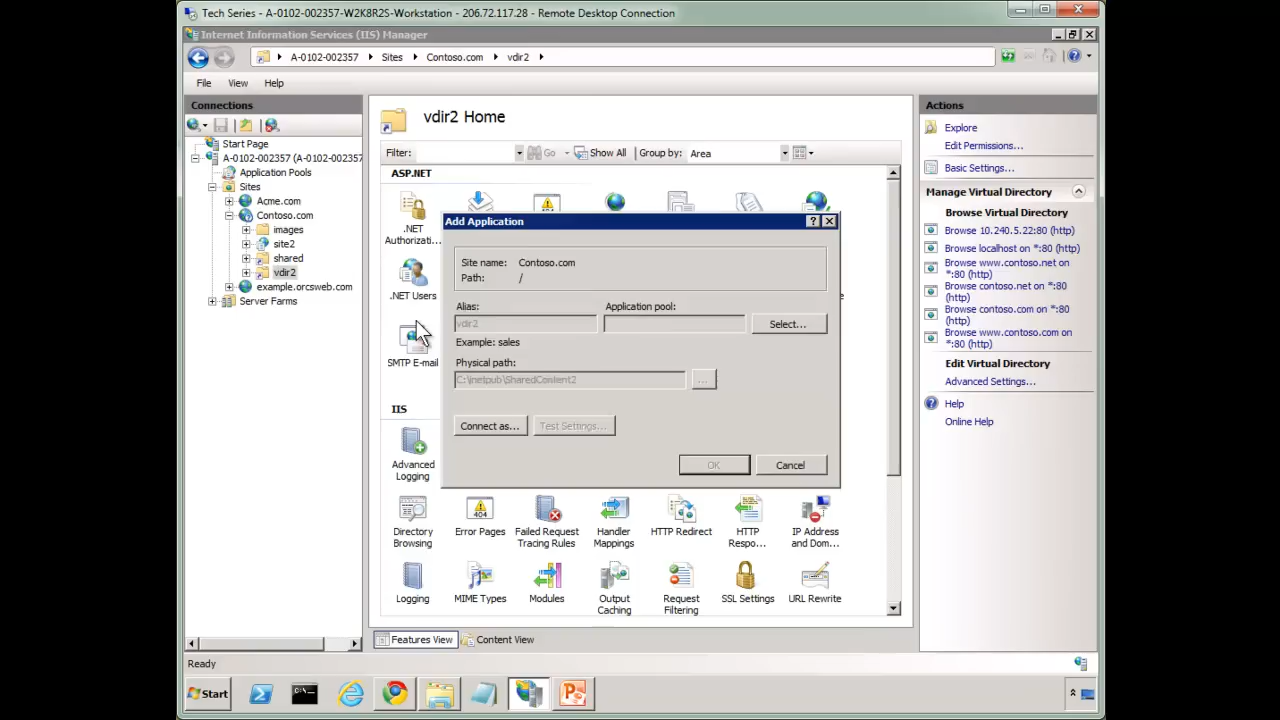 Tech Series - A-0102-002357-W2K8R2S-Workstation - 206.72.117.28 - Remote Desktop Connection
Internet Information Services (IIS) Manager
A-0102-002357 Sites Contoso.com vdir2
File View Help
Connections
Start Page
A-0102-002357 (A-0102-002357
Application Pools
Sites
Acme.com
Contoso.com
images
site2
shared
vdir2
example.orcsweb.com
Server Farms
vdir2 Home
Filter: Go Show All Group by: Area
ASP.NET
.NET
Authorizati...
.NET Users
SMTP E-mail
Add Application
Site name: Contoso.com
Path: /
Alias: Application pool:
vdir2 Select...
Example: sales
Physical path:
C:\inetpub\SharedContent2 ...
Connect as... Test Settings...
OK Cancel
IIS
Advanced
Logging
Directory
Browsing
Error Pages
Failed Request
Tracing Rules
Handler
Mappings
HTTP Redirect
HTTP
Respo...
IP Address
and Dom...
Logging
MIME Types
Modules
Output
Caching
Request
Filtering
SSL Settings
URL Rewrite
Features View Content View
Actions
Explore
Edit Permissions...
Basic Settings...
Manage Virtual Directory
Browse Virtual Directory
Browse 10.240.5.22:80 (http)
Browse localhost on *:80 (http)
Browse www.contoso.net on
*:80 (http)
Browse contoso.net on *:80
(http)
Browse contoso.com on *:80
(http)
Browse www.contoso.com on
*:80 (http)
Edit Virtual Directory
Advanced Settings...
Help
Online Help
Ready
Start